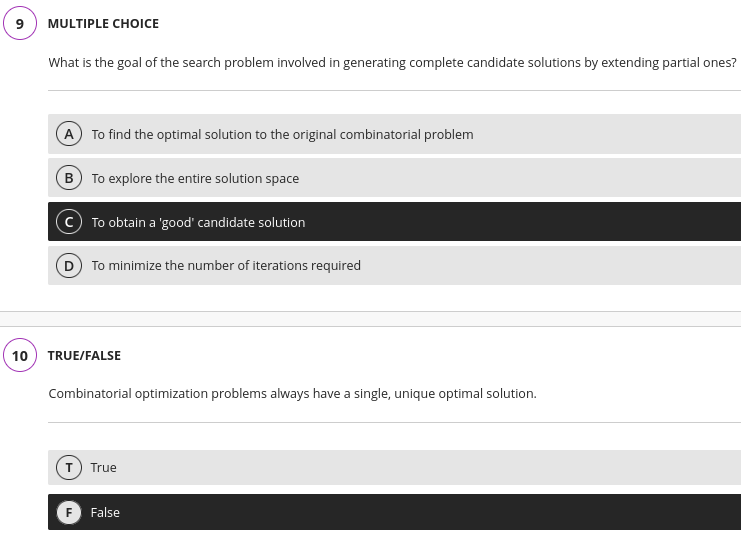 9 MULTIPLE CHOICE
What is the goal of the search problem involved in generating complete candidate solutions by extending partial ones?
A To find the optimal solution to the original combinatorial problem
B To explore the entire solution space
C To obtain a 'good' candidate solution
D To minimize the number of iterations required
10 TRUE/FALSE
Combinatorial optimization problems always have a single, unique optimal solution.
T True
F False